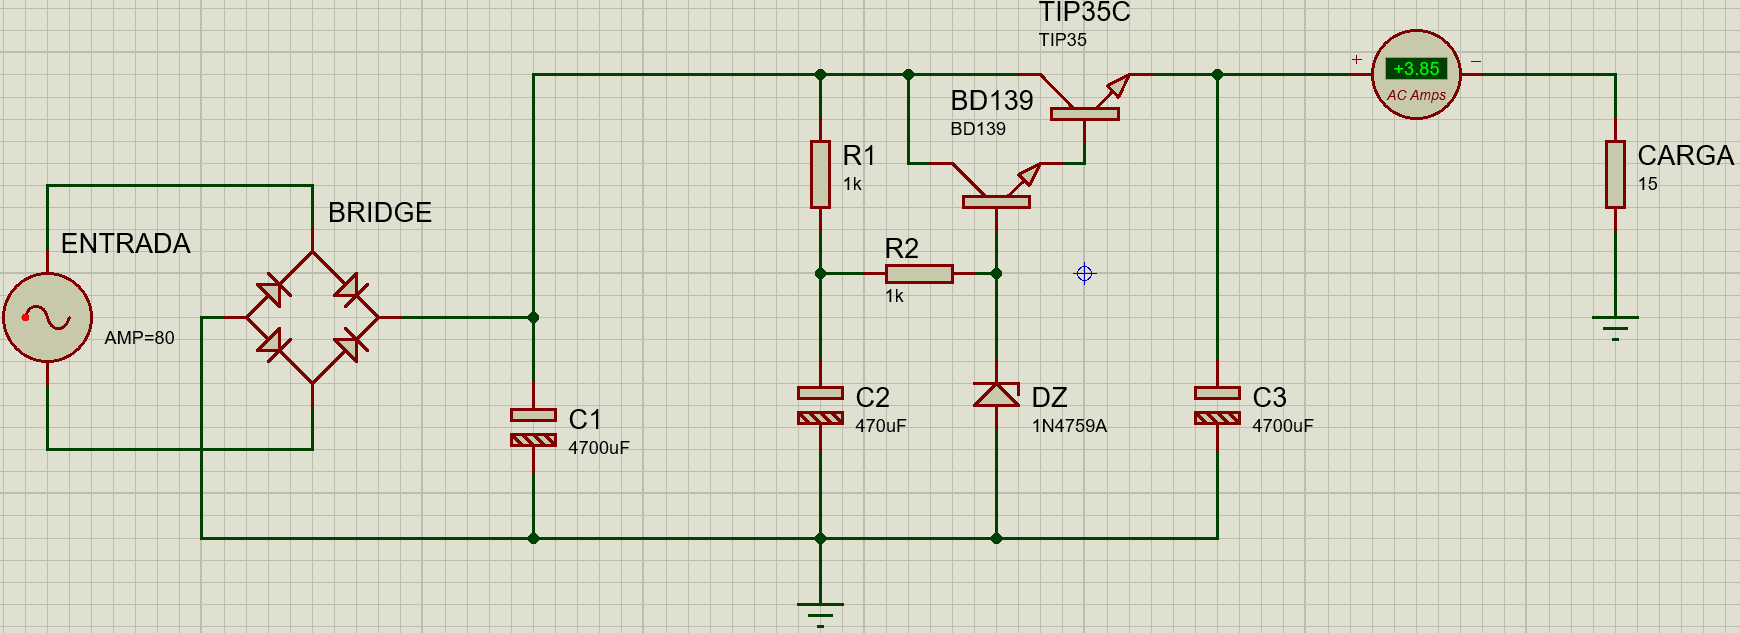 TIP35C
TIP35
+3.85
AC Amps
+
−
BD139
BD139
R1
1k
CARGA
15
BRIDGE
ENTRADA
AMP=80
R2
1k
C1
4700uF
C2
470uF
DZ
1N4759A
C3
4700uF